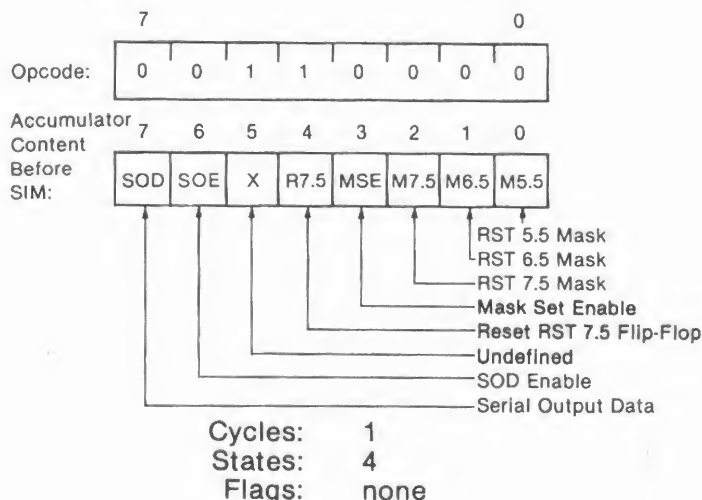 7 0
Opcode: 0 0 1 1 0 0 0 0
Accumulator
Content
Before
SIM:
7 6 5 4 3 2 1 0
SOD SOE X R7.5 MSE M7.5 M6.5 M5.5
RST 5.5 Mask
RST 6.5 Mask
RST 7.5 Mask
Mask Set Enable
Reset RST 7.5 Flip-Flop
Undefined
SOD Enable
Serial Output Data
Cycles: 1
States: 4
Flags: none